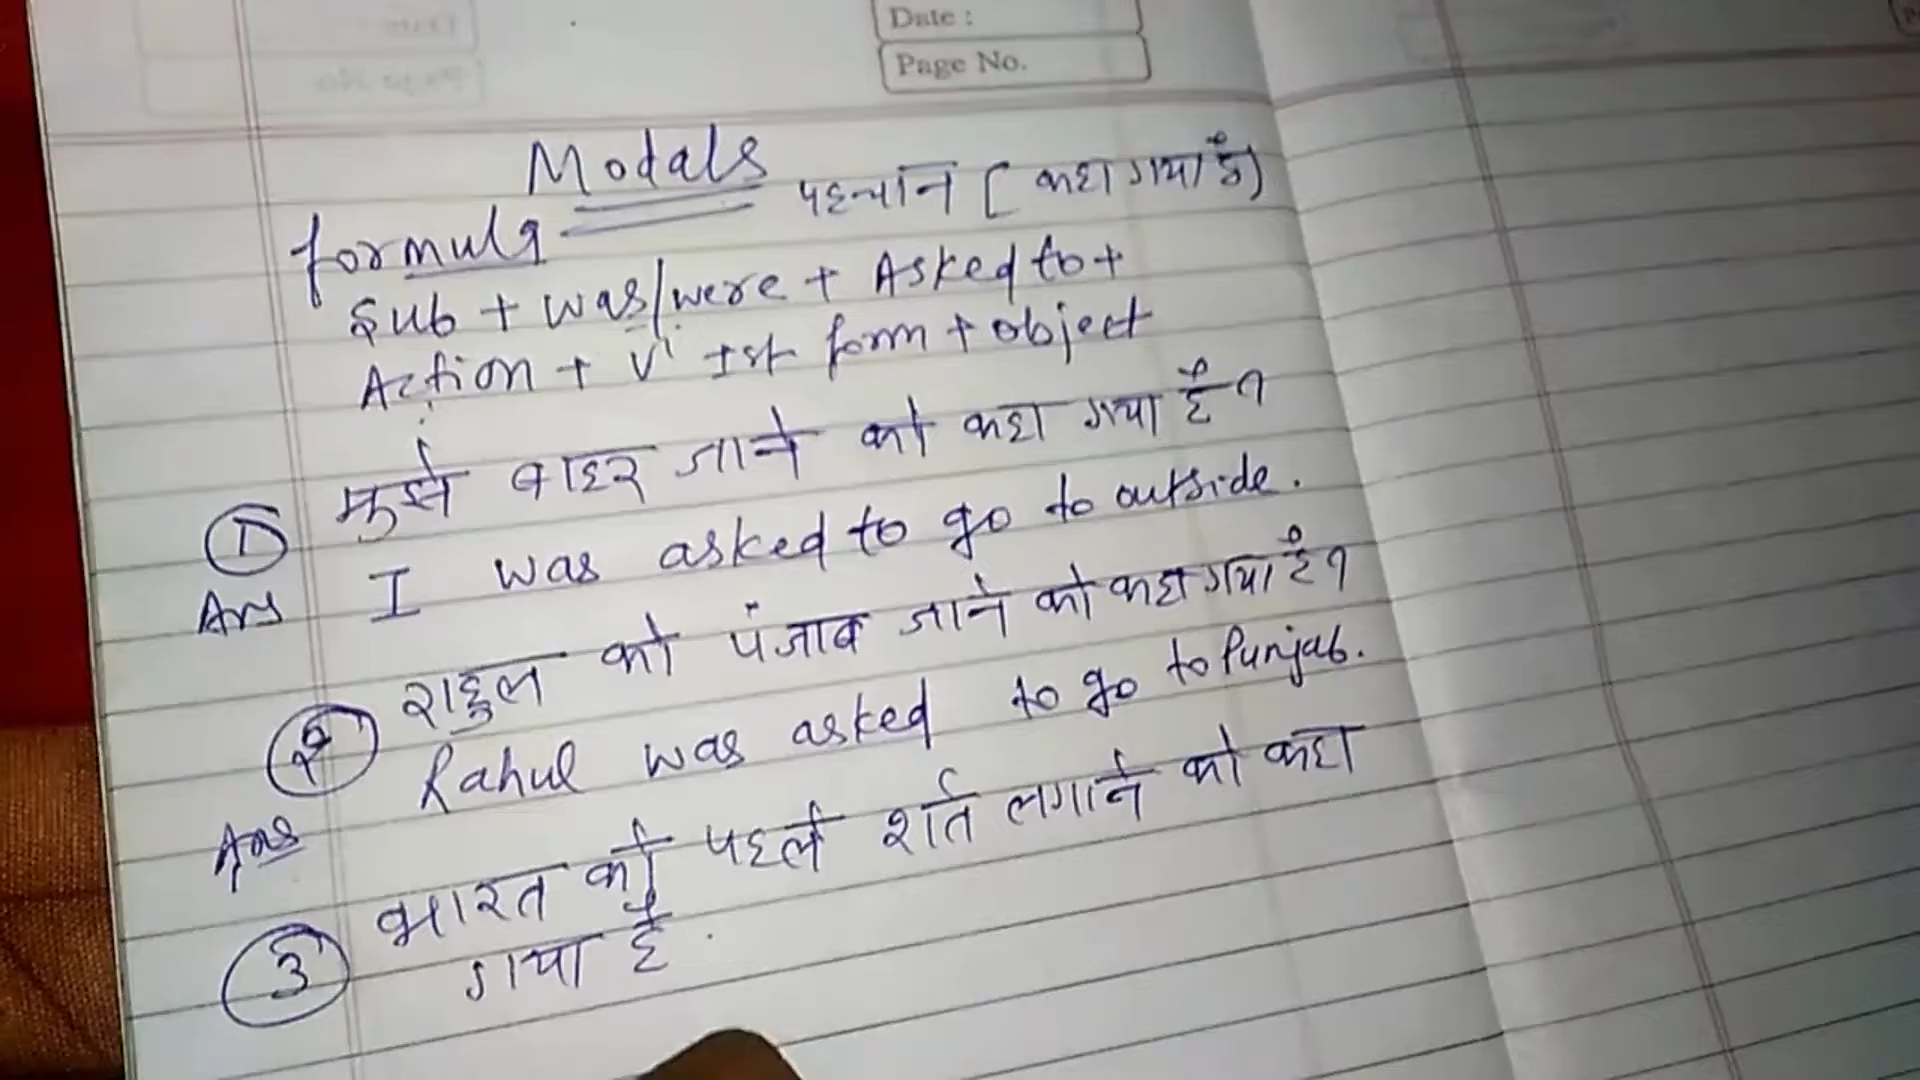 Date :
Page No.
Modals
पहचान [ कहा गया है)
formula
Sub + was/were + Asked to +
Action + V¹ Ist form + object
① मुझे बाहर जाने को कहा गया है ?
Ans I was asked to go to outside.
② राहुल को पंजाब जाने को कहा गया है ?
Ans Rahul was asked to go to Punjab.
③ भारत को पहले शर्त लगाने को कहा
गया है .